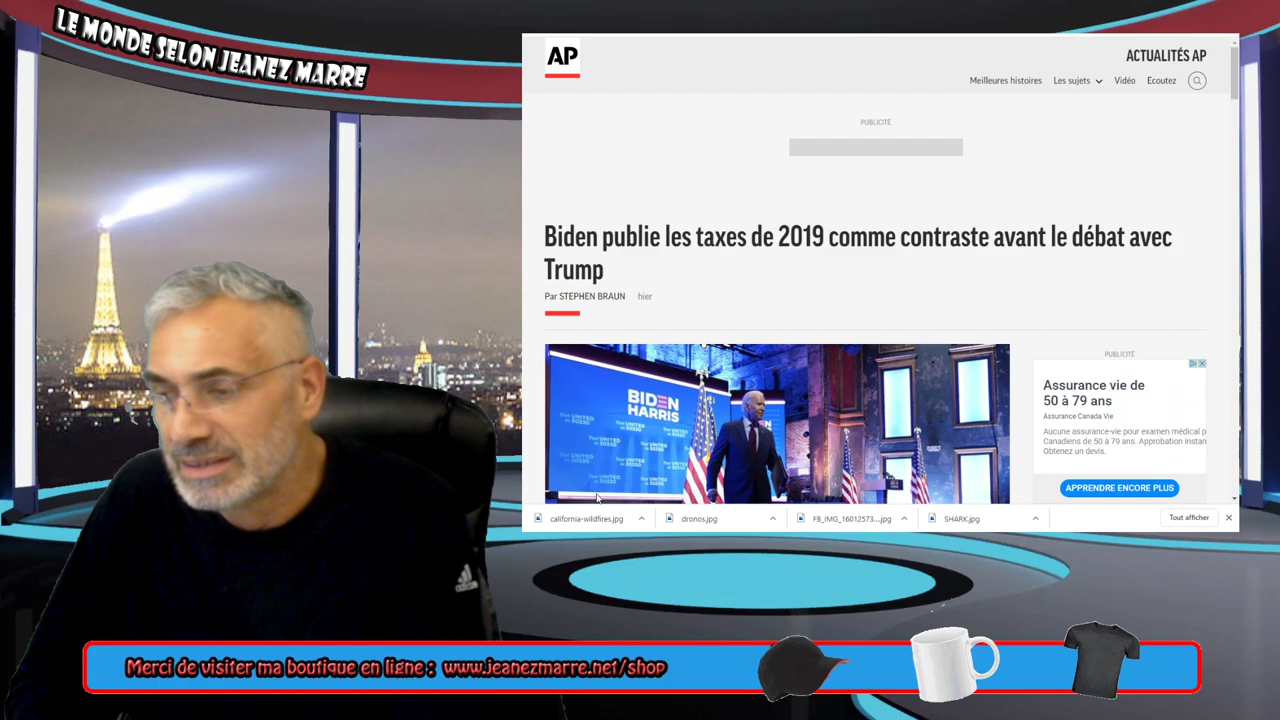 LE MONDE SELON JEANEZ MARRE
AP
ACTUALITÉS AP
Meilleures histoires Les sujets Vidéo Ecoutez
PUBLICITÉ
Biden publie les taxes de 2019 comme contraste avant le débat avec
Trump
Par STEPHEN BRAUN hier
BIDEN
HARRIS
PUBLICITÉ
Assurance vie de
50 à 79 ans
Assurance Canada Vie
Aucune assurance-vie pour examen médical p
Canadiens de 50 à 79 ans. Approbation instan
Obtenez un devis.
APPRENDRE ENCORE PLUS
california-wildfires.jpg dronos.jpg FB_IMG_16012573....jpg SHARK.jpg Tout afficher
Merci de visiter ma boutique en ligne : www.jeanezmarre.net/shop